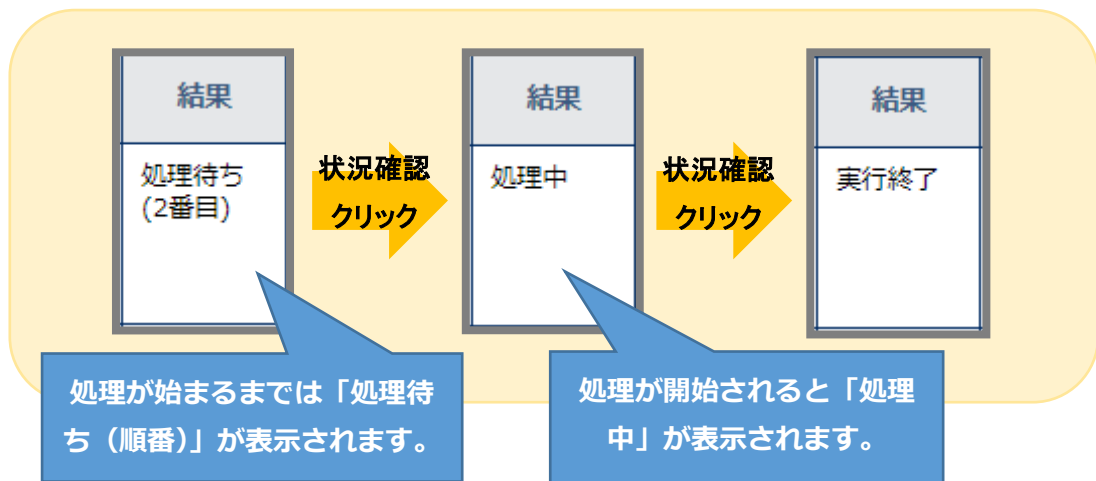 結果
処理待ち
(2番目)
状況確認
クリック
結果
処理中
状況確認
クリック
結果
実行終了
処理が始まるまでは「処理待
ち（順番）」が表示されます。
処理が開始されると「処理
中」が表示されます。